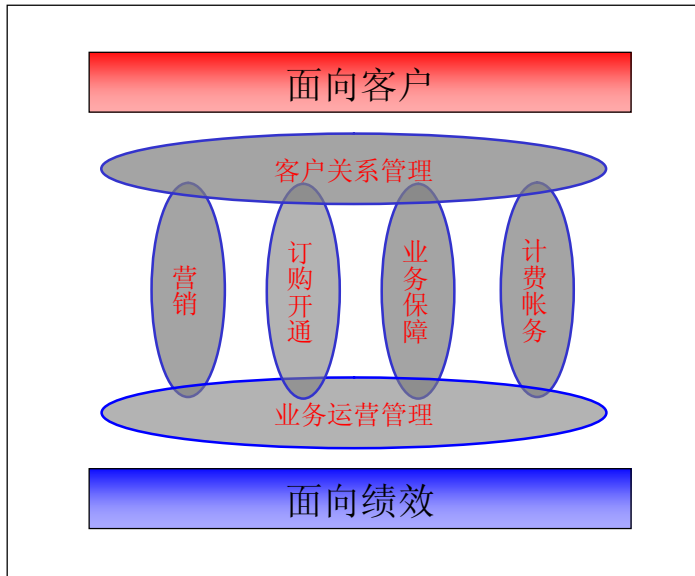 面向客户
客户关系管理
营销
订购开通
业务保障
计费帐务
业务运营管理
面向绩效